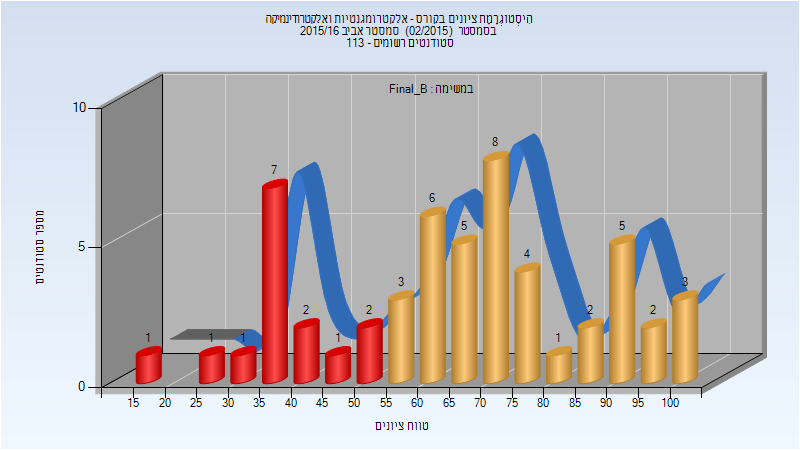 היסטוגרמת ציונים בקורס - אלקטרומגנטיות ואלקטרודינמיקה
בסמסטר (02/2015) סמסטר אביב 2015/16
סטודנטים רשומים - 113
במשימה : Final_B
מספר סטודנטים
10
5
0
1
1
1
7
2
1
2
3
6
5
8
4
1
2
5
2
3
15 20 25 30 35 40 45 50 55 60 65 70 75 80 85 90 95 100
טווח ציונים